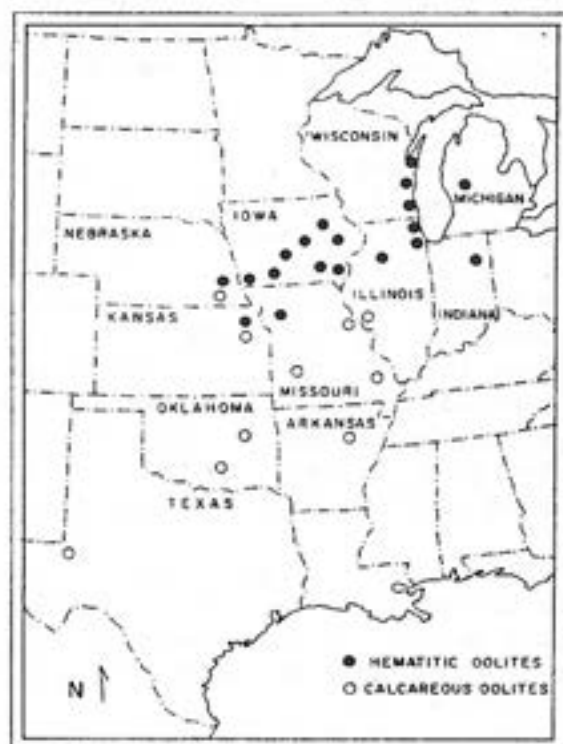 WISCONSIN
MICHIGAN
IOWA
NEBRASKA
ILLINOIS
KANSAS
INDIANA
MISSOURI
OKLAHOMA
ARKANSAS
TEXAS
HEMATITIC OOLITES
N
CALCAREOUS OOLITES